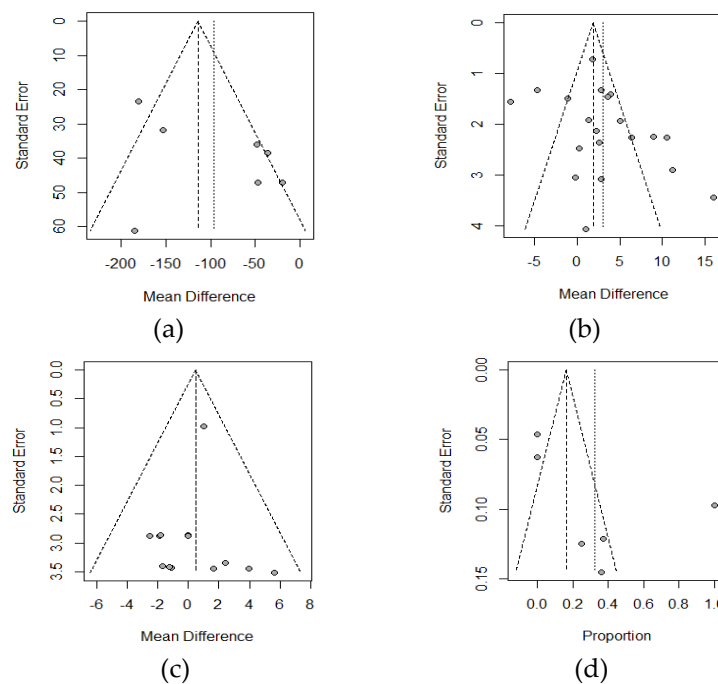 Standard Error
0
10
20
30
40
50
60
-200 -150 -100 -50 0
Mean Difference
(a)
Standard Error
0
1
2
3
4
-5 0 5 10 15
Mean Difference
(b)
Standard Error
0.0
0.5
1.0
1.5
2.0
2.5
3.0
3.5
-6 -4 -2 0 2 4 6 8
Mean Difference
(c)
Standard Error
0.00
0.05
0.10
0.15
0.0 0.2 0.4 0.6 0.8 1.0
Proportion
(d)